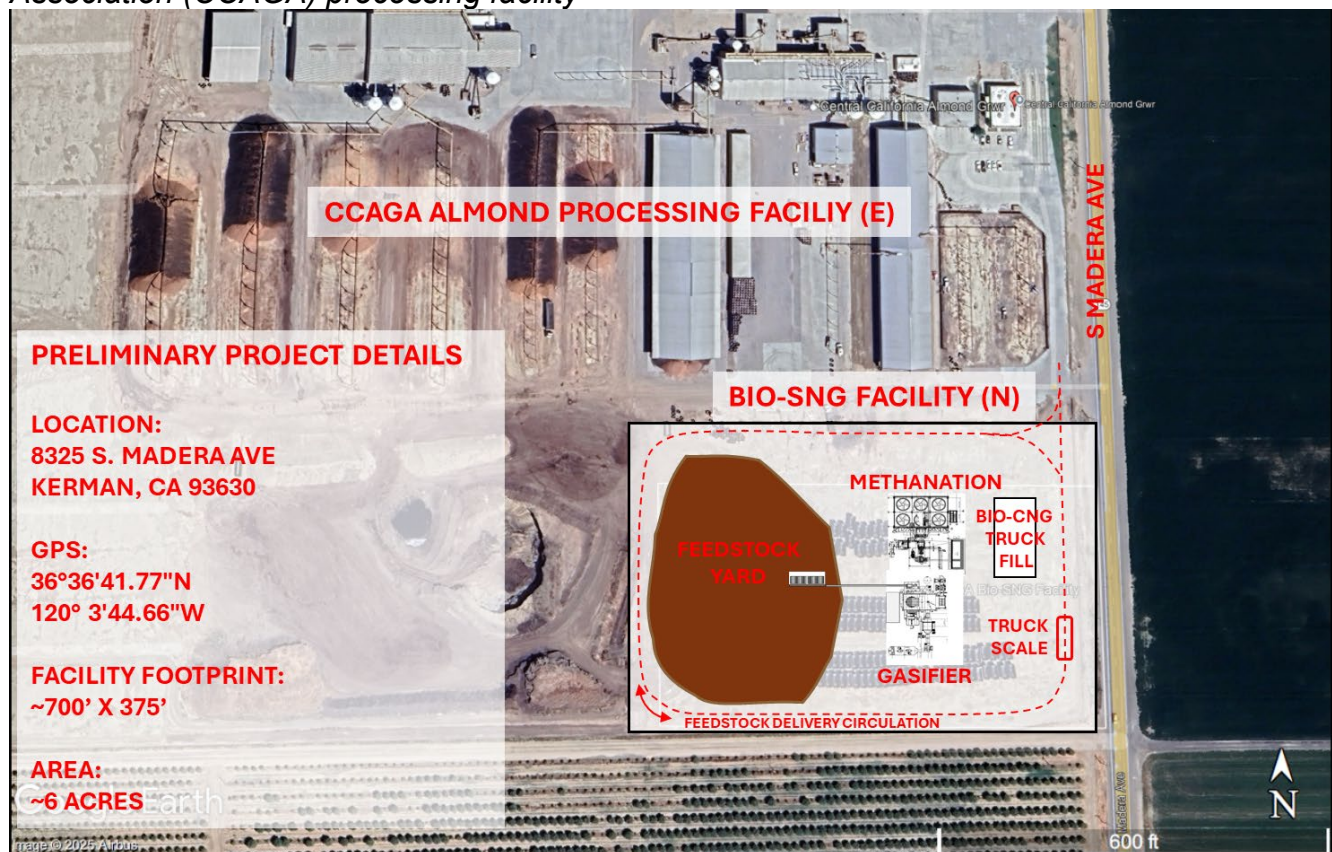 Association (CCAGA) processing facility
Central California Almond Grwr
Central California Almond Grwr
CCAGA ALMOND PROCESSING FACILIY (E)
S MADERA AVE
PRELIMINARY PROJECT DETAILS
LOCATION:
8325 S. MADERA AVE
KERMAN, CA 93630
GPS:
36°36'41.77"N
120° 3'44.66"W
FACILITY FOOTPRINT:
~700’ X 375’
AREA:
~6 ACRES
BIO-SNG FACILITY (N)
METHANATION
BIO-CNG
TRUCK
FILL
FEEDSTOCK
YARD
A Bio-SNG Facility
TRUCK
SCALE
GASIFIER
FEEDSTOCK DELIVERY CIRCULATION
Madera Ave
N
600 ft
Google Earth
Image © 2025 Airbus